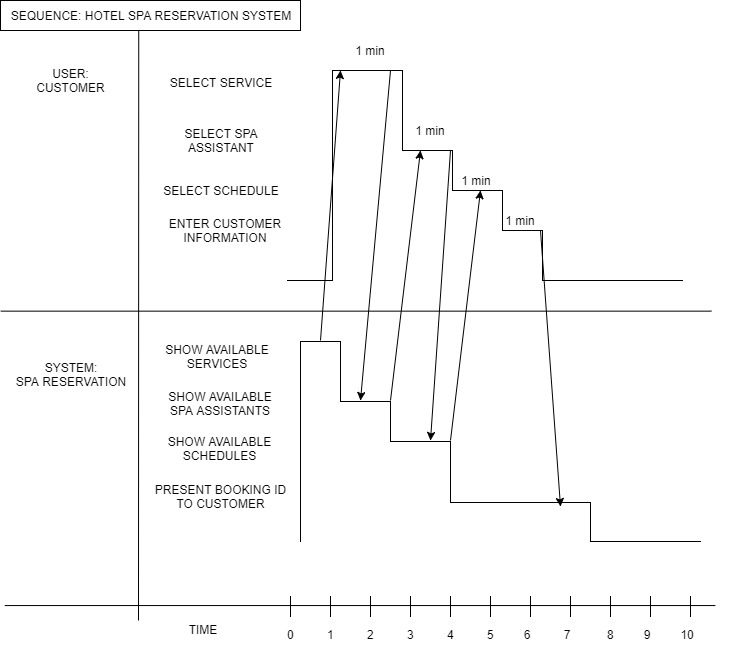 SEQUENCE: HOTEL SPA RESERVATION SYSTEM
USER:
CUSTOMER
1 min
SELECT SERVICE
1 min
SELECT SPA
ASSISTANT
1 min
SELECT SCHEDULE
1 min
ENTER CUSTOMER
INFORMATION
SYSTEM:
SPA RESERVATION
SHOW AVAILABLE
SERVICES
SHOW AVAILABLE
SPA ASSISTANTS
SHOW AVAILABLE
SCHEDULES
PRESENT BOOKING ID
TO CUSTOMER
TIME
0 1 2 3 4 5 6 7 8 9 10